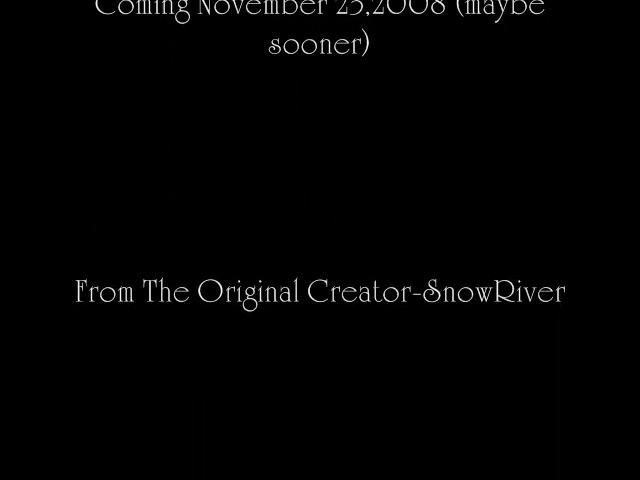 Coming November 23,2008 (maybe
sooner)
From The Original Creator-SnowRiver